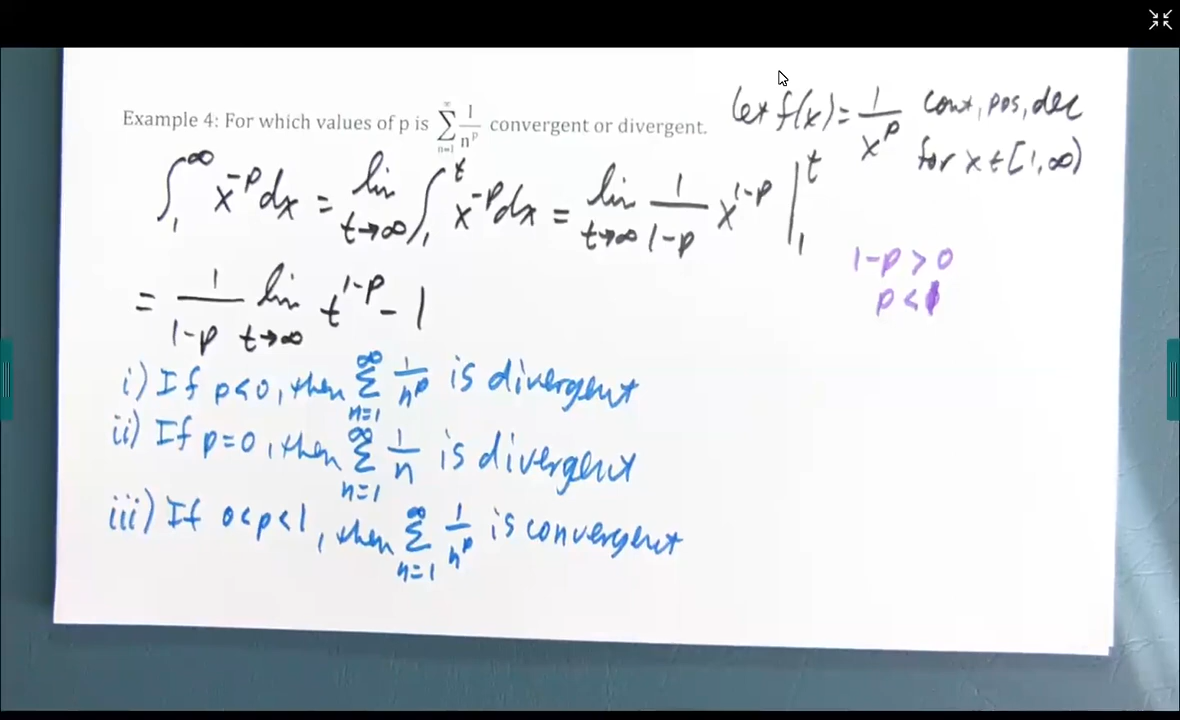 Example 4: For which values of p is ∑_{n=1}^{∞} 1/n^p convergent or divergent.
let f(x) = 1/x^p cont, pos, dec
for x ∈ [1, ∞)
∫_1^∞ x^{-p} dx = lim_{t→∞} ∫_1^t x^{-p} dx = lim_{t→∞} 1/(1-p) x^{1-p} |_1^t
1-p > 0
p < 1
= 1/(1-p) lim_{t→∞} t^{1-p} - 1
i) If p < 0, then ∑_{n=1}^{∞} 1/n^p is divergent
ii) If p = 0, then ∑_{n=1}^{∞} 1/n is divergent
iii) If 0 < p < 1, then ∑_{n=1}^{∞} 1/n^p is convergent